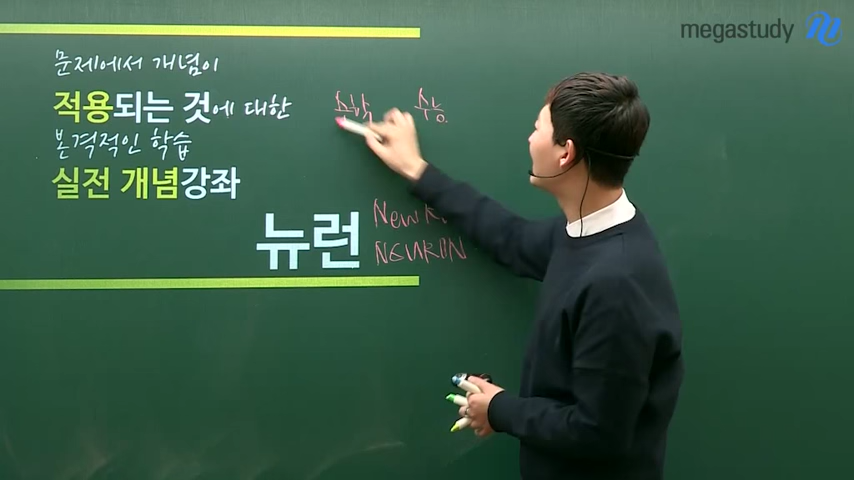 megastudy
문제에서 개념이
적용되는 것에 대한
수능
본격적인 학습
실전 개념강좌
뉴런
NEURON